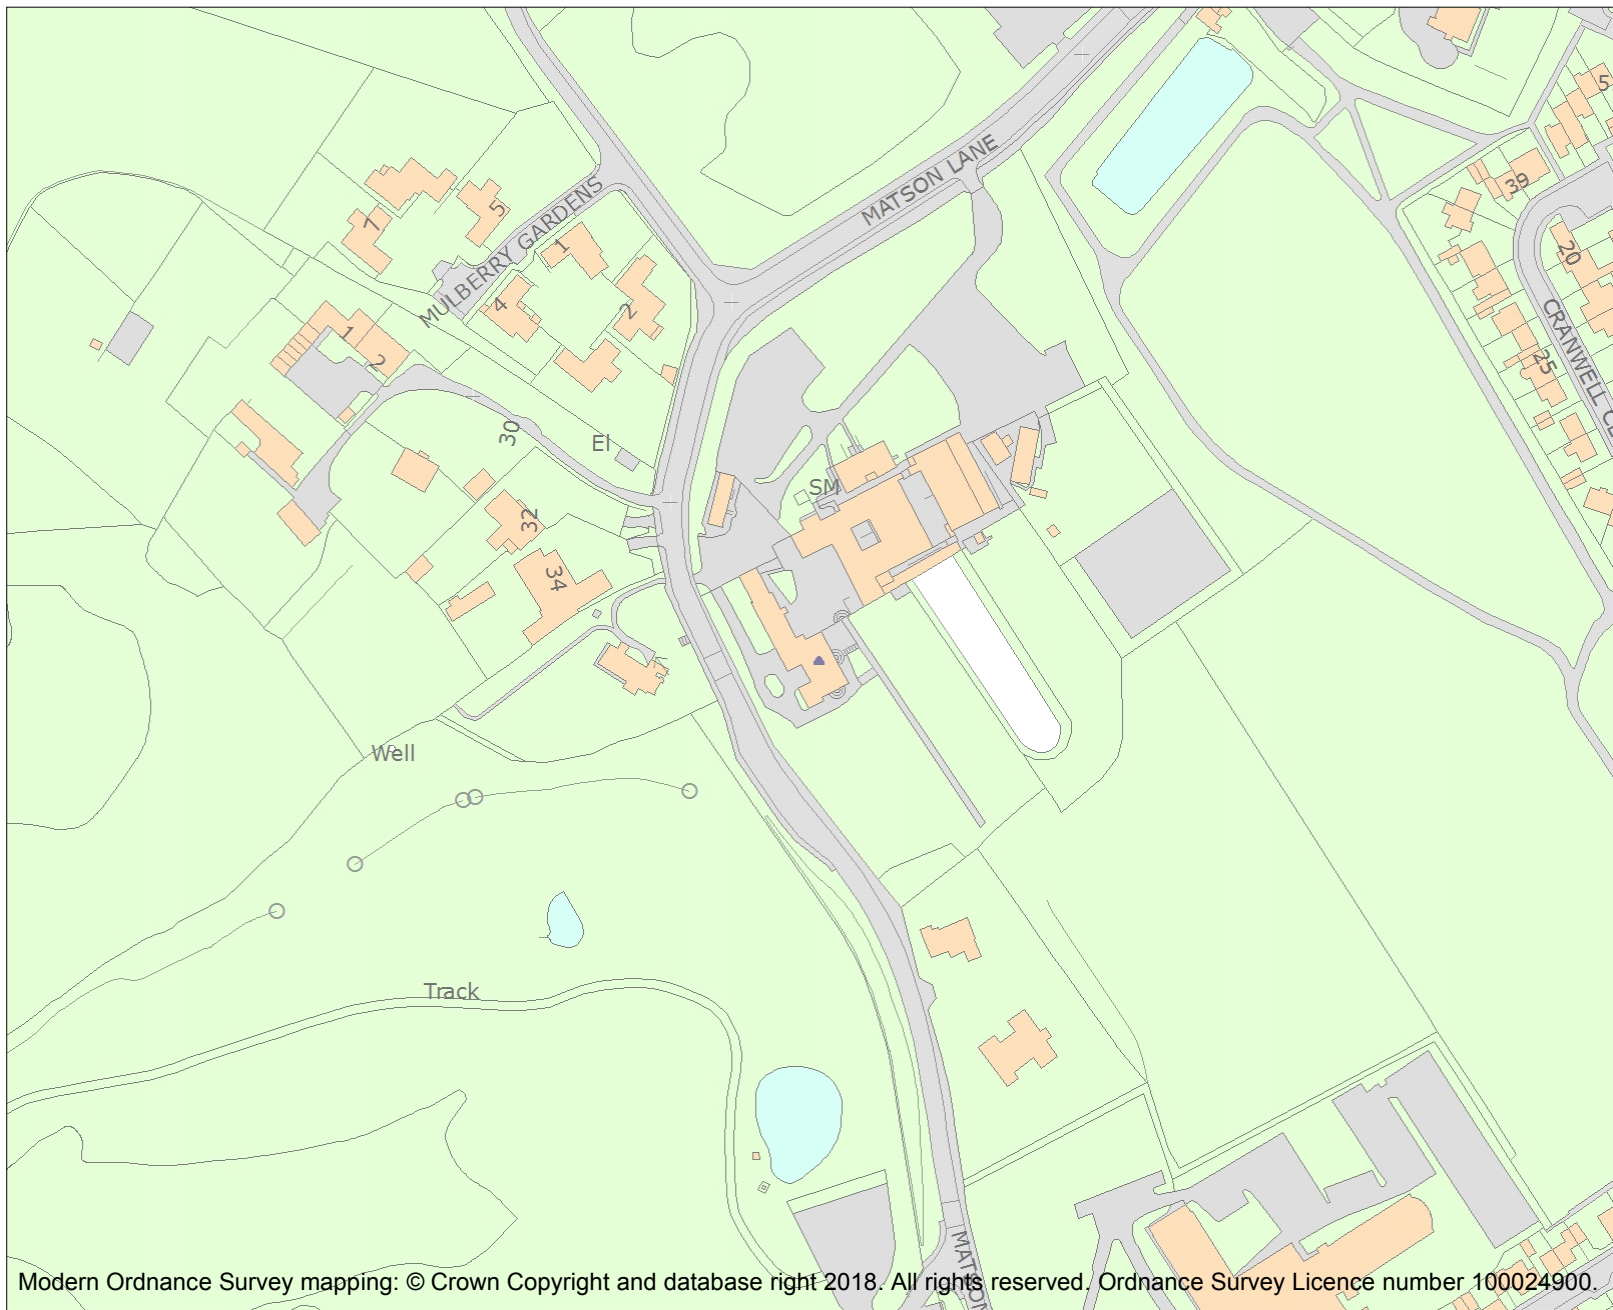 MATSON LANE
5
39
7
5
MULBERRY GARDENS
1
4
2
20
CRANWELL CL
25
1
2
30
El
SM
32
34
Well
Track
MATSON
Modern Ordnance Survey mapping: © Crown Copyright and database right 2018. All rights reserved. Ordnance Survey Licence number 100024900.